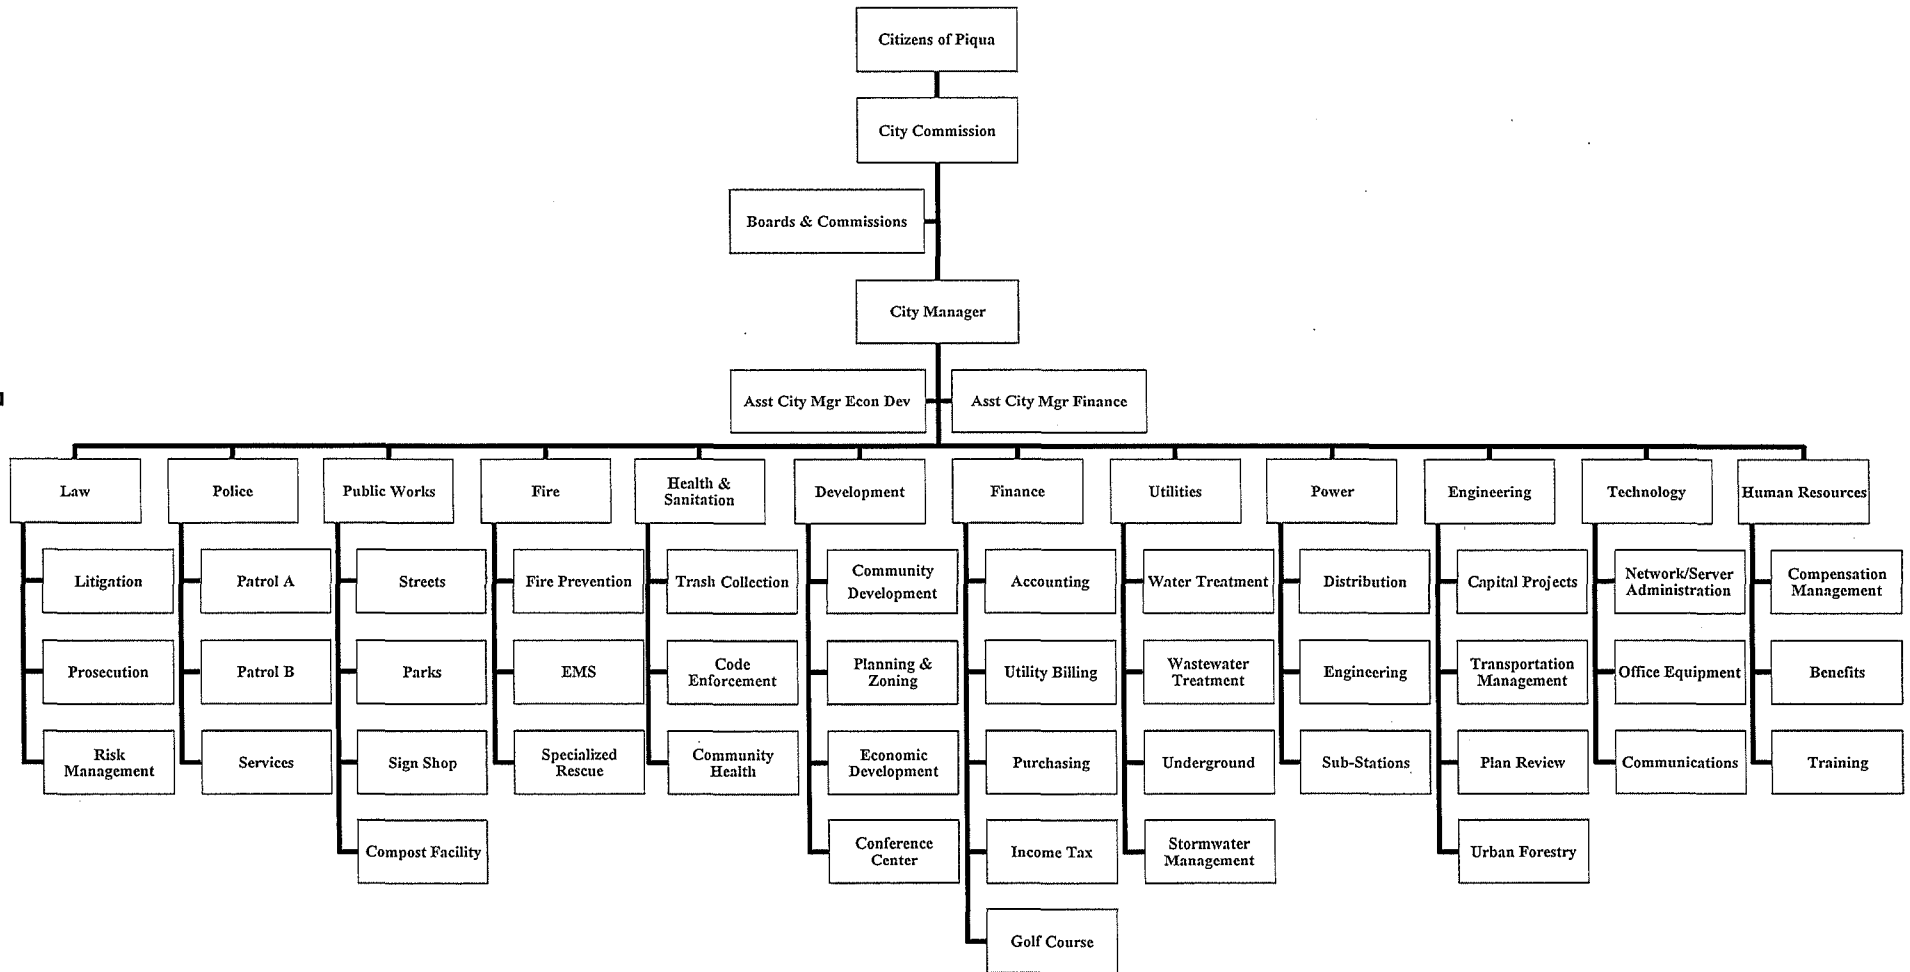 Citizens of Piqua
City Commission
Boards & Commissions
City Manager
Asst City Mgr Econ Dev
Asst City Mgr Finance
Law
Police
Public Works
Fire
Health &
Sanitation
Development
Finance
Utilities
Power
Engineering
Technology
Human Resources
Litigation
Patrol A
Streets
Fire Prevention
Trash Collection
Community
Development
Accounting
Water Treatment
Distribution
Capital Projects
Network/Server
Administration
Compensation
Management
Prosecution
Patrol B
Parks
EMS
Code
Enforcement
Planning &
Zoning
Utility Billing
Wastewater
Treatment
Engineering
Transportation
Management
Office Equipment
Benefits
Risk
Management
Services
Sign Shop
Specialized
Rescue
Community
Health
Economic
Development
Purchasing
Underground
Sub-Stations
Plan Review
Communications
Training
Compost Facility
Conference
Center
Income Tax
Stormwater
Management
Urban Forestry
Golf Course